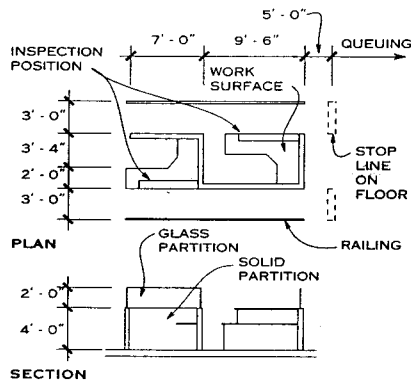 5' - 0"
7' - 0"
9' - 6"
QUEUING
INSPECTION
POSITION
WORK
SURFACE
3' - 0"
3' - 4"
2' - 0"
3' - 0"
STOP
LINE
ON
FLOOR
PLAN
RAILING
GLASS
PARTITION
SOLID
PARTITION
2' - 0"
4' - 0"
SECTION